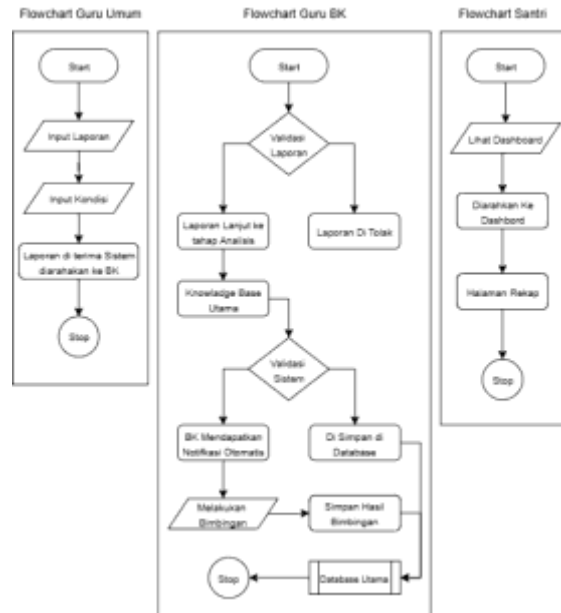 Flowchart Guru Umum
Start
Input Laporan
Input Kondisi
Laporan di terima Sistem
diarahakan ke BK
Stop
Flowchart Guru BK
Start
Validasi
Laporan
Laporan Lanjut ke
tahap Analisis
Laporan Di Tolak
Knowladge Base
Utama
Validasi
Sistem
BK Mendapatkan
Notifkasi Otomatis
Di Simpan di
Database
Melakukan
Bimbingan
Simpan Hasil
Bimbingan
Stop
Database Utama
Flowchart Santri
Start
Lihat Dashboard
Diarahkan Ke
Dashbord
Halaman Rekap
Stop